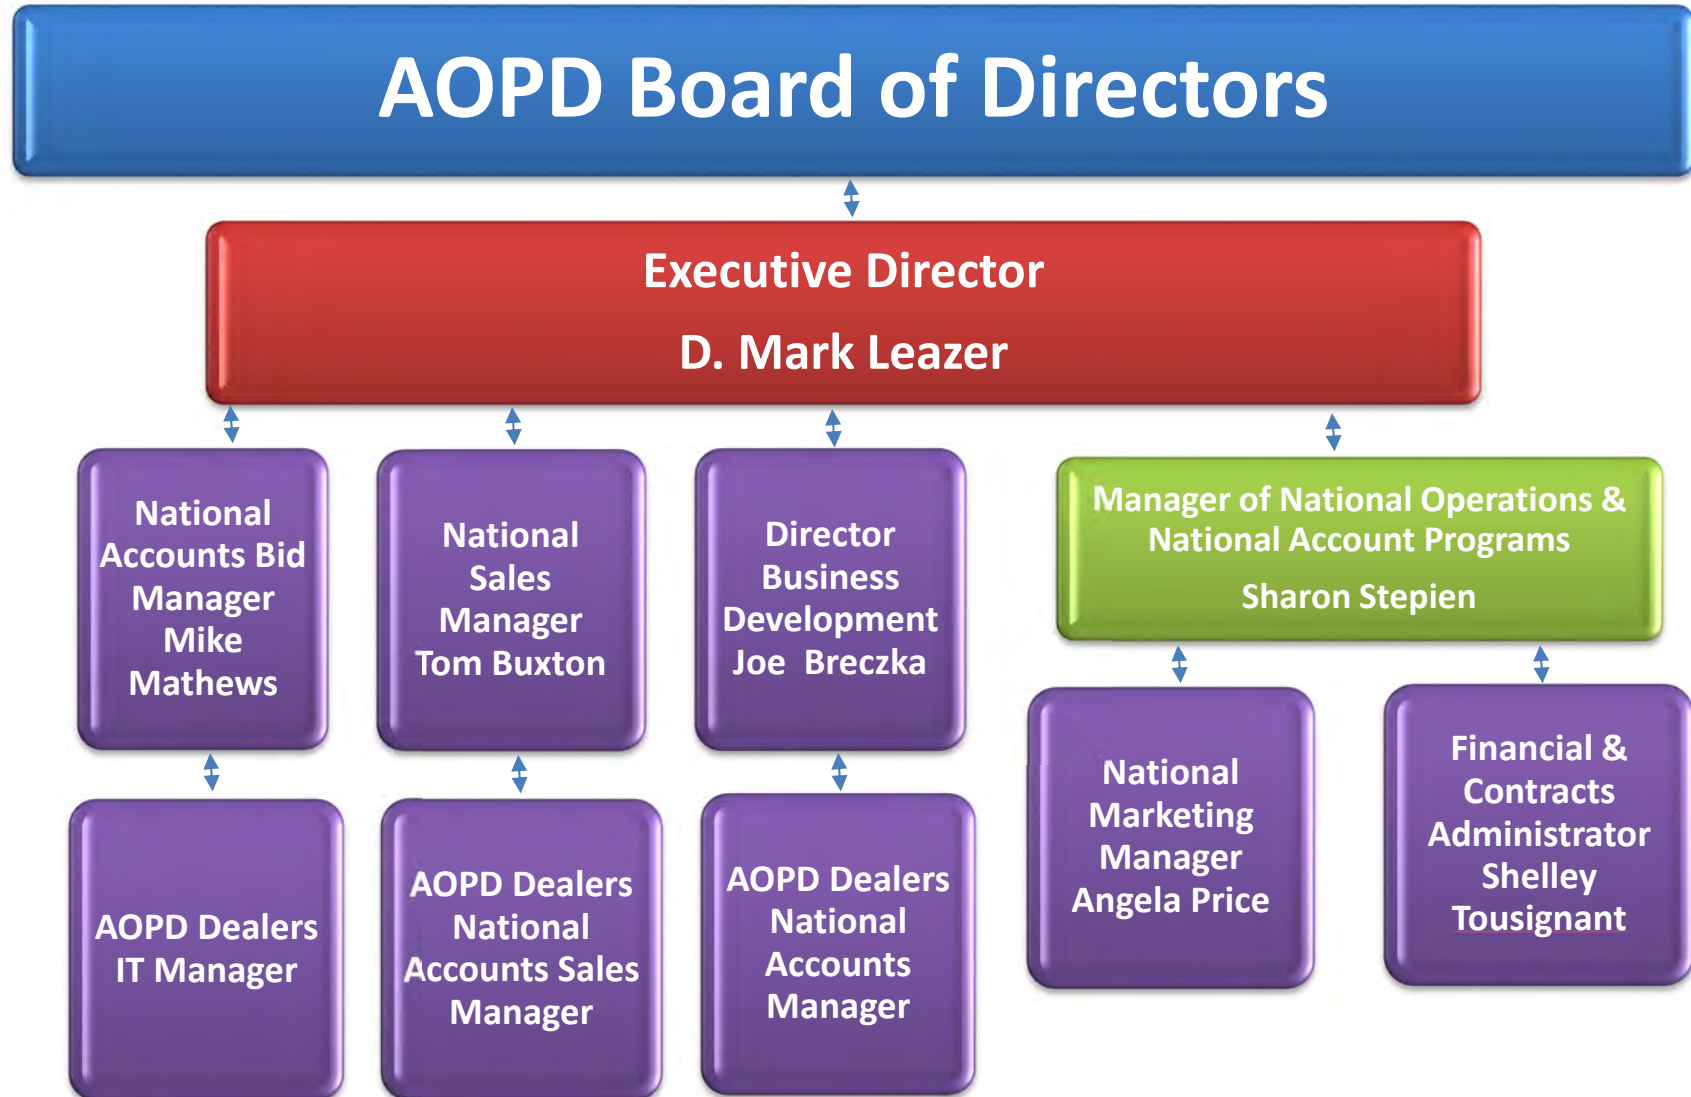 AOPD Board of Directors
Executive Director
D. Mark Leazer
National
Accounts Bid
Manager
Mike
Mathews
National
Sales
Manager
Tom Buxton
Director
Business
Development
Joe Breczka
Manager of National Operations &
National Account Programs
Sharon Stepien
AOPD Dealers
IT Manager
AOPD Dealers
National
Accounts Sales
Manager
AOPD Dealers
National
Accounts
Manager
National
Marketing
Manager
Angela Price
Financial &
Contracts
Administrator
Shelley
Tousignant